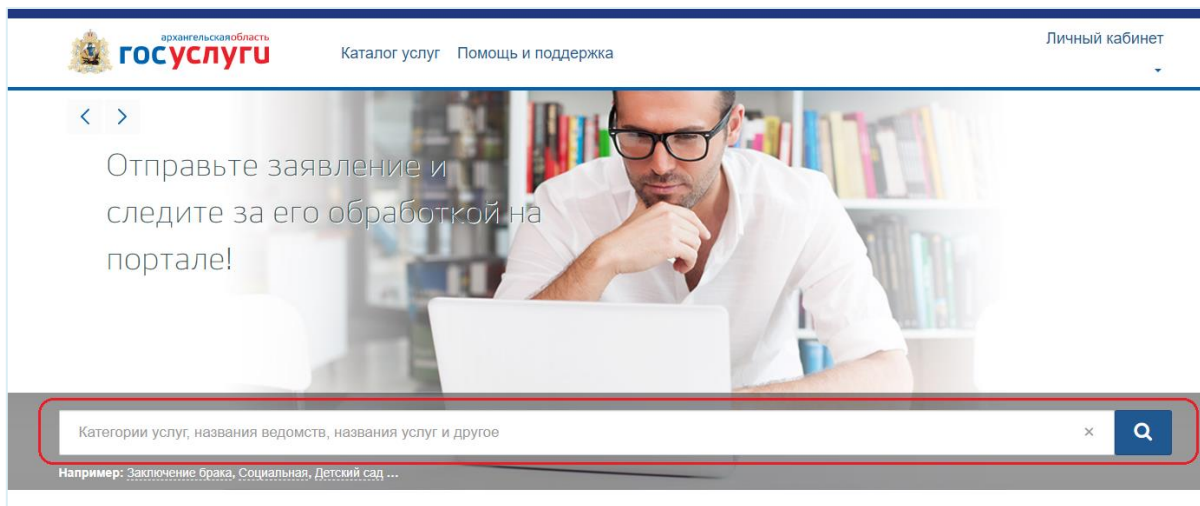 архангельскаяобласть
госуслуги
Каталог услуг Помощь и поддержка
Личный кабинет
Отправьте заявление и
следите за его обработкой на
портале!
Категории услуг, названия ведомств, названия услуг и другое
Например: Заключение брака, Социальная, Детский сад ...